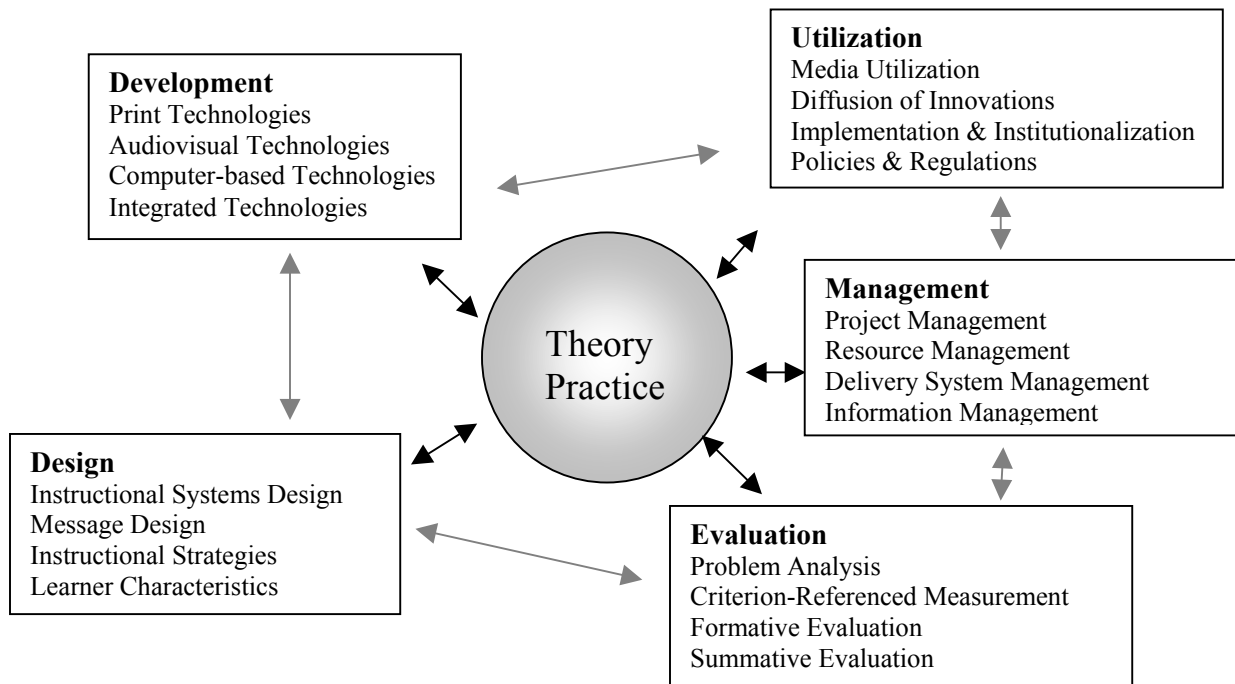 Development
Print Technologies
Audiovisual Technologies
Computer-based Technologies
Integrated Technologies
Utilization
Media Utilization
Diffusion of Innovations
Implementation & Institutionalization
Policies & Regulations
Theory
Practice
Management
Project Management
Resource Management
Delivery System Management
Information Management
Design
Instructional Systems Design
Message Design
Instructional Strategies
Learner Characteristics
Evaluation
Problem Analysis
Criterion-Referenced Measurement
Formative Evaluation
Summative Evaluation